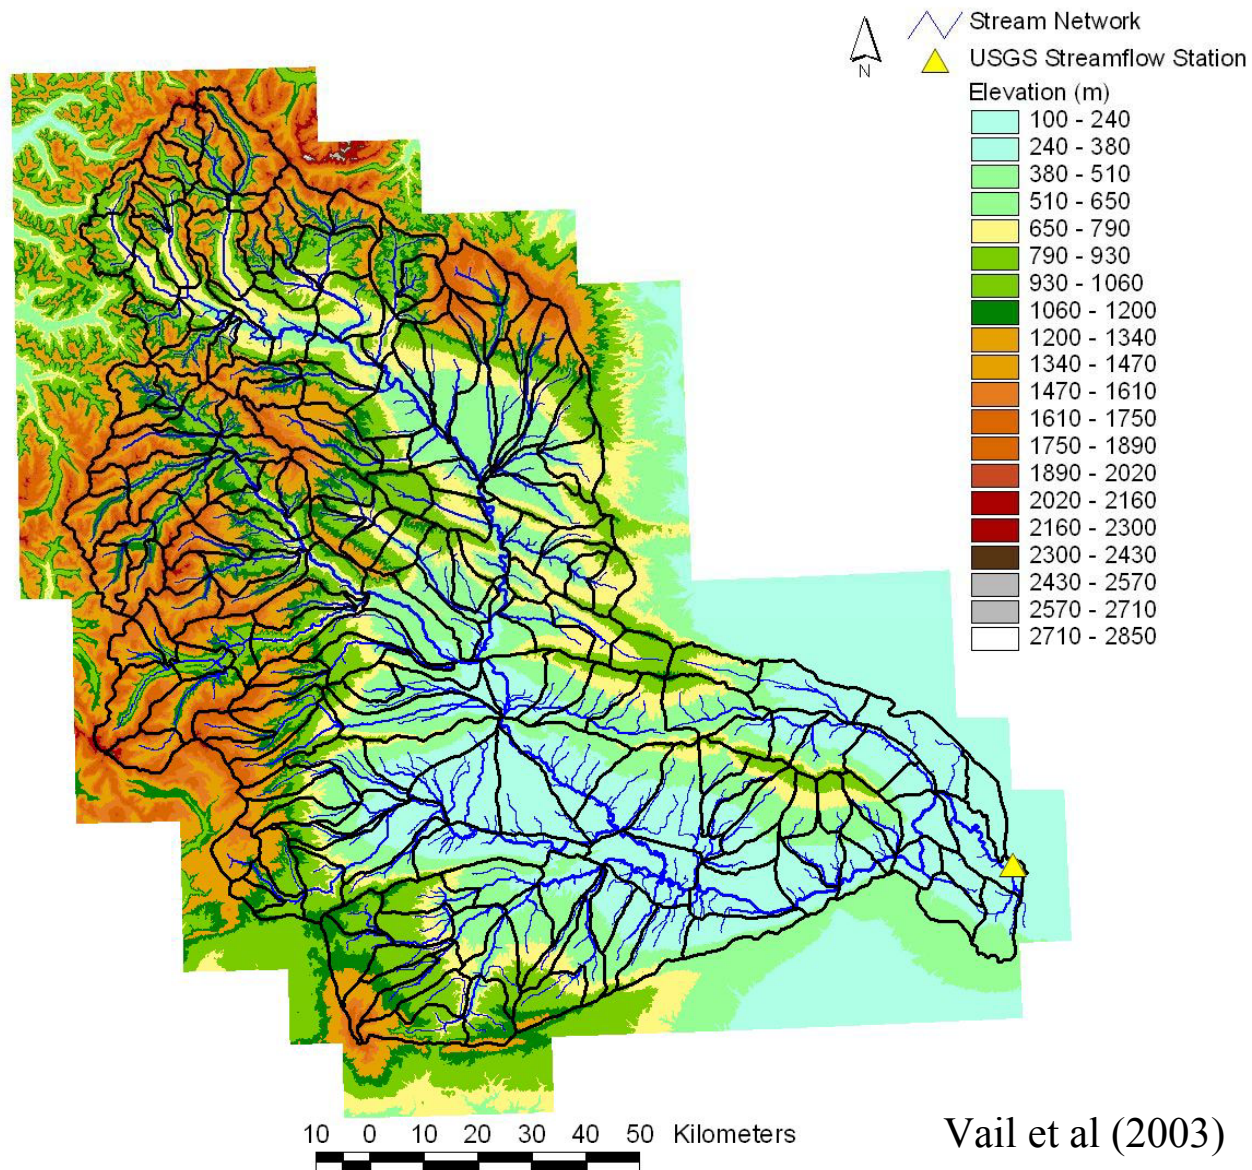 Stream Network
USGS Streamflow Station
N
Elevation (m)
100 - 240
240 - 380
380 - 510
510 - 650
650 - 790
790 - 930
930 - 1060
1060 - 1200
1200 - 1340
1340 - 1470
1470 - 1610
1610 - 1750
1750 - 1890
1890 - 2020
2020 - 2160
2160 - 2300
2300 - 2430
2430 - 2570
2570 - 2710
2710 - 2850
10 0 10 20 30 40 50 Kilometers
Vail et al (2003)